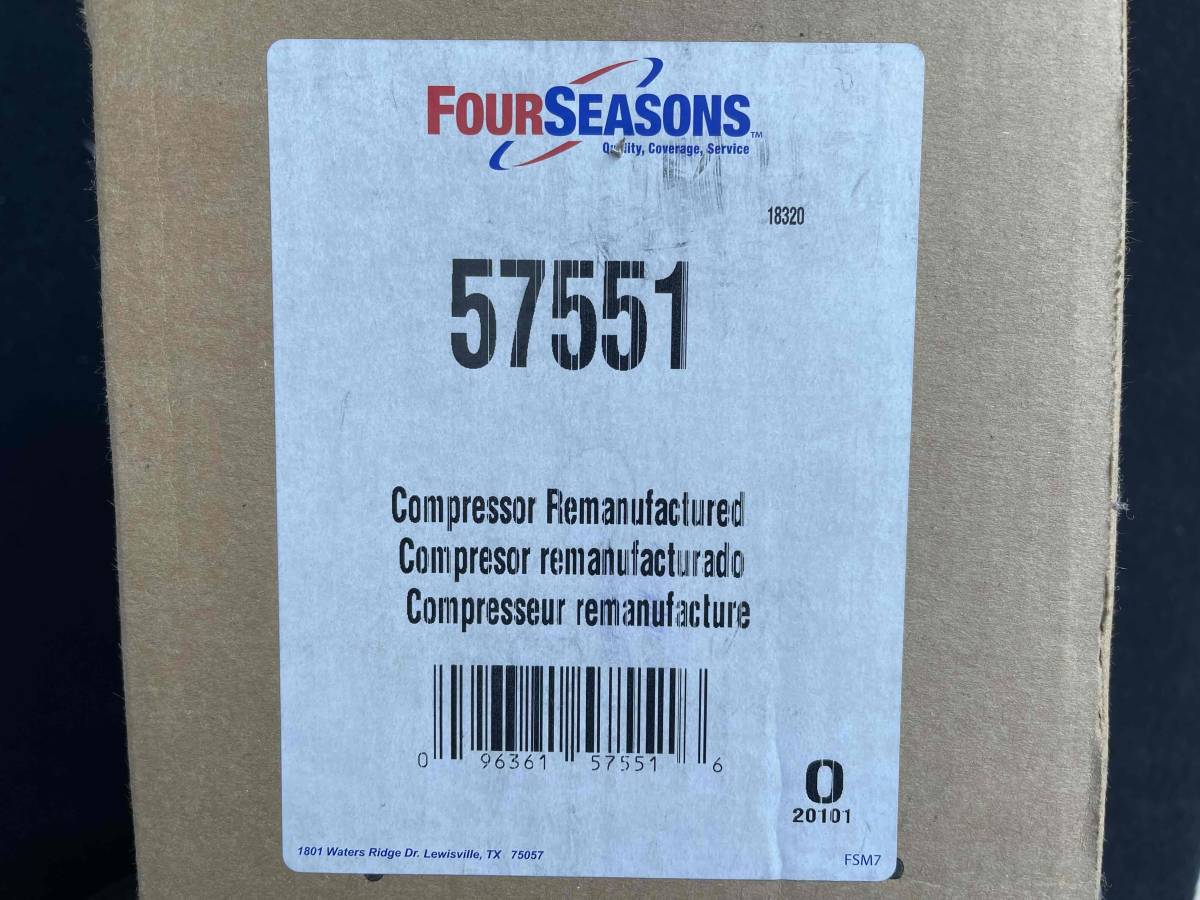 FOURSEASONS™
Quality, Coverage, Service
18320
57551
Compressor Remanufactured
Compresor remanufacturado
Compresseur remanufacture
0 96361 57551 6
0
20101
1801 Waters Ridge Dr. Lewisville, TX 75057
FSM7